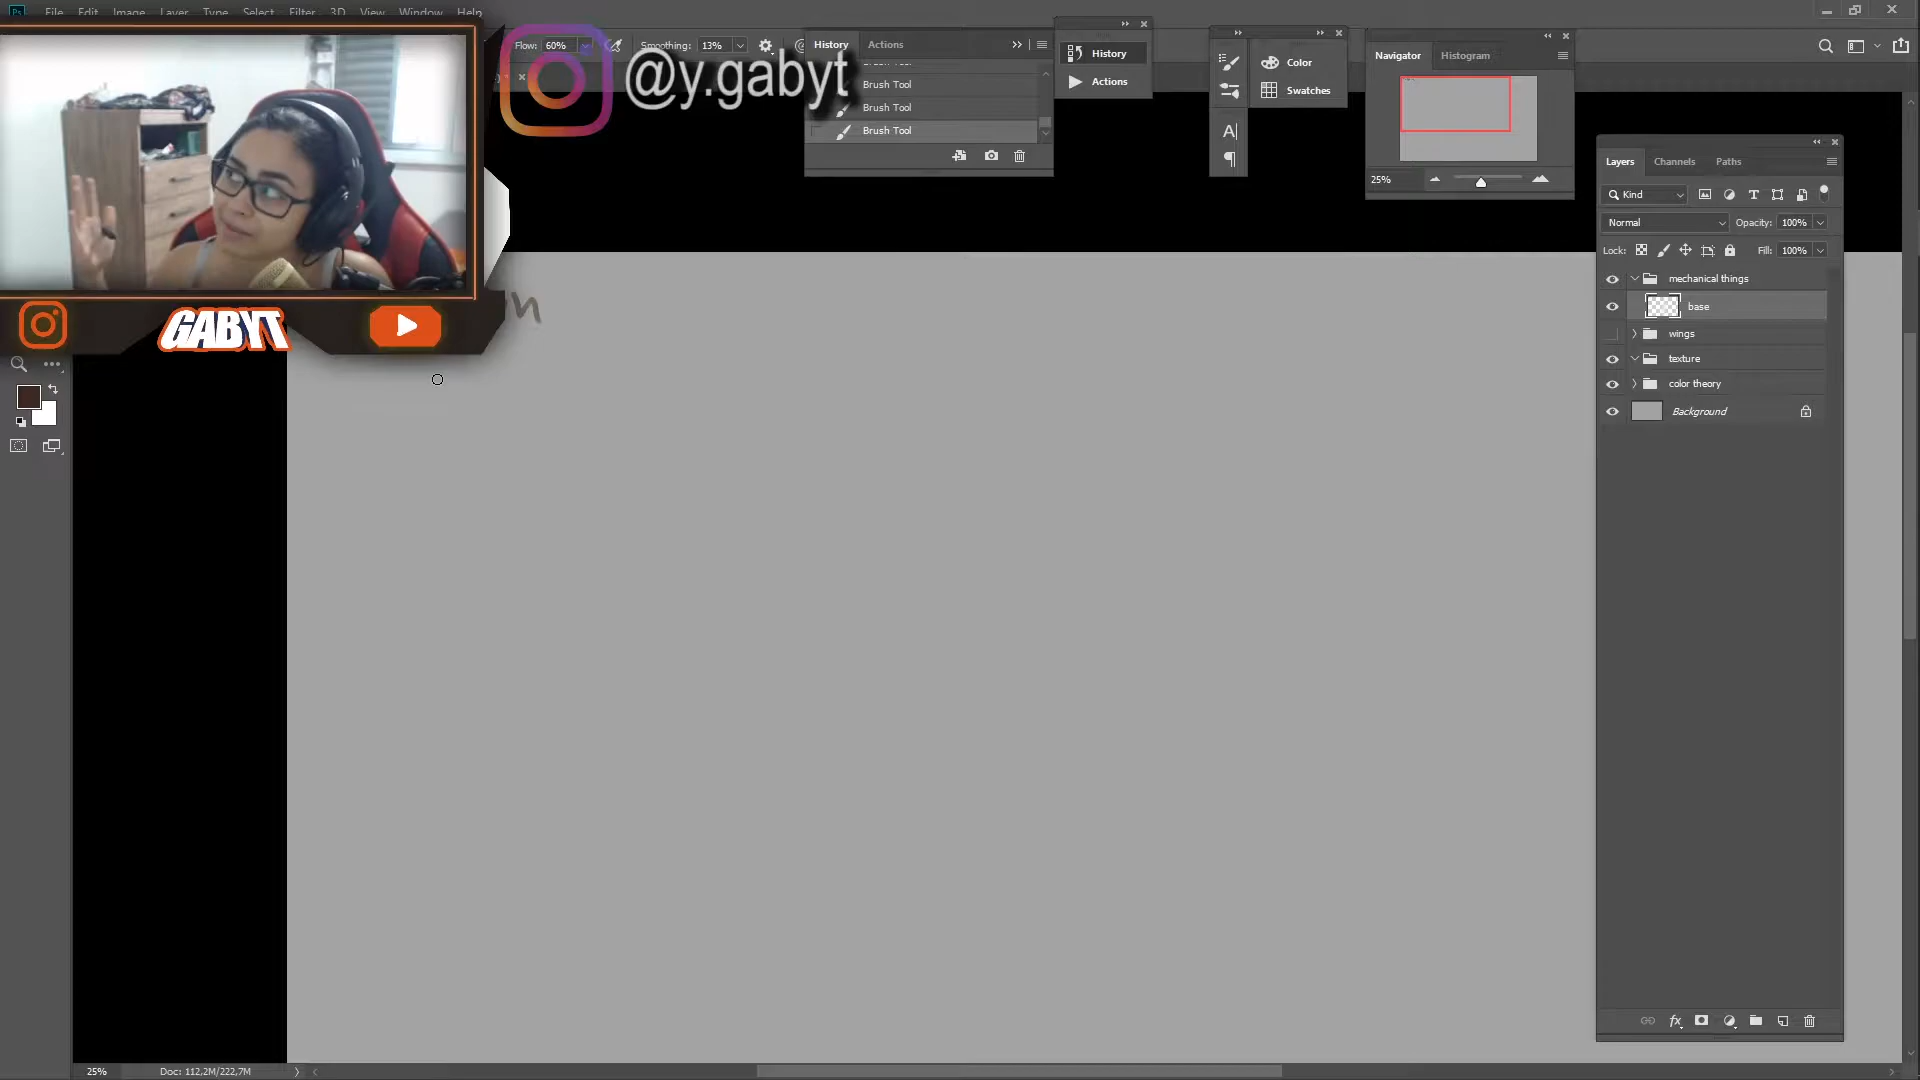 Ps File Edit Image Layer Type Select Filter 3D View Window Help
Flow: 60% Smoothing: 13%
@y.gabyt
History Actions
Brush Tool
Brush Tool
Brush Tool
History
Actions
Color
Swatches
A|
Navigator Histogram
25%
Layers Channels Paths
Kind
Normal Opacity: 100%
Lock: Fill: 100%
mechanical things
base
wings
texture
color theory
Background
fx
GABYT
25% Doc: 112,2M/222,7M